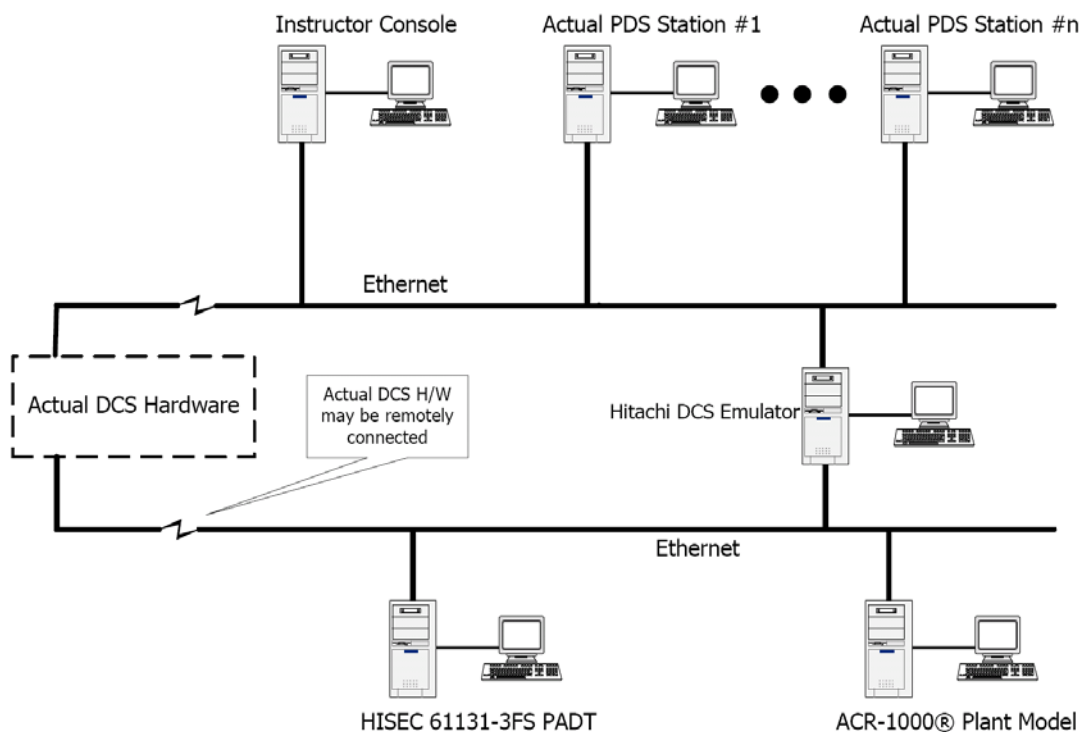 Instructor Console
Actual PDS Station #1
Actual PDS Station #n
Ethernet
Actual DCS Hardware
Actual DCS H/W
may be remotely
connected
Hitachi DCS Emulator
Ethernet
HISEC 61131-3FS PADT
ACR-1000® Plant Model